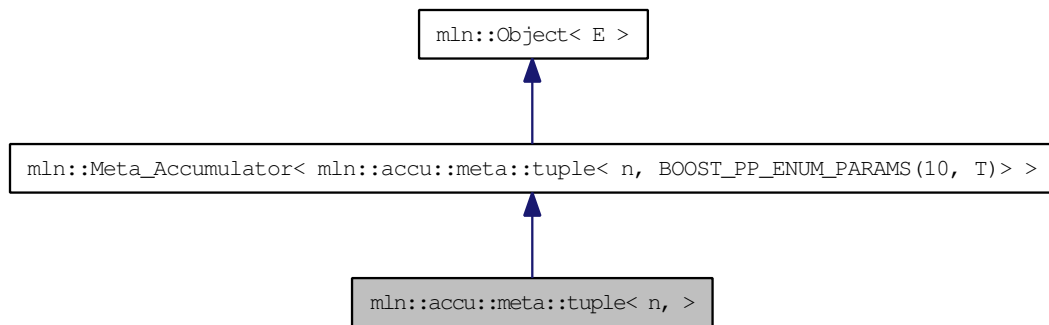 mln::Object< E >
mln::Meta_Accumulator< mln::accu::meta::tuple< n, BOOST_PP_ENUM_PARAMS(10, T)> >
mln::accu::meta::tuple< n, >